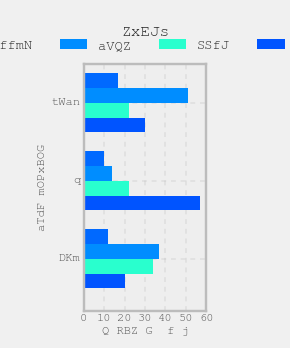 ZxEJs
ffmN aVQZ SSfJ
aTdF mOPxBOG
tWan
q
DKm
0 10 20 30 40 50 60
Q RBZ G f j